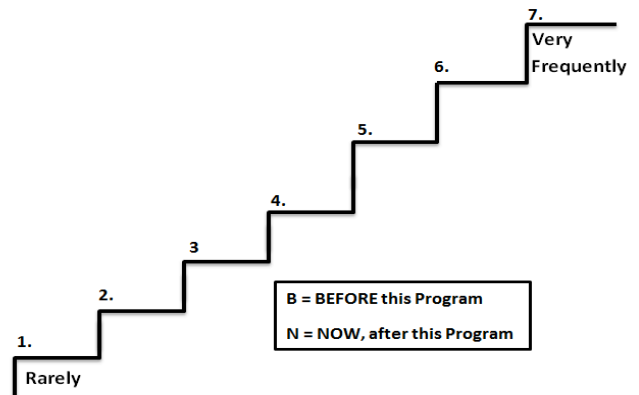 7.
Very
Frequently
6.
5.
4.
3
2.
1.
Rarely
B = BEFORE this Program
N = NOW, after this Program